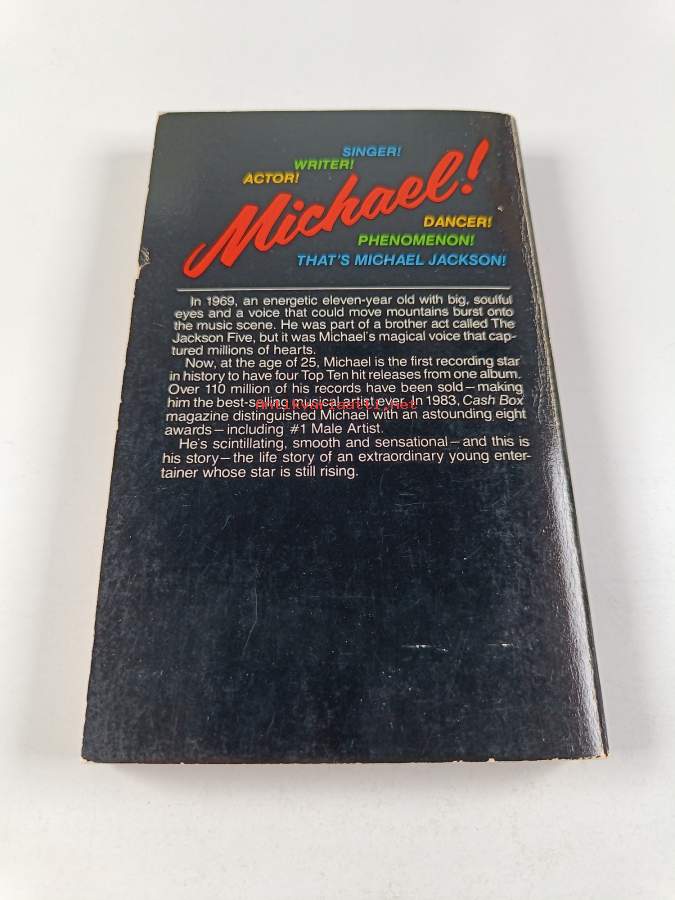 SINGER!
WRITER!
ACTOR!
Michael!
DANCER!
PHENOMENON!
THAT'S MICHAEL JACKSON!
In 1969, an energetic eleven-year old with big, soulful
eyes and a voice that could move mountains burst onto
the music scene. He was part of a brother act called The
Jackson Five, but it was Michael's magical voice that cap-
tured millions of hearts.
Now, at the age of 25, Michael is the first recording star
in history to have four Top Ten hit releases from one album.
Over 110 million of his records have been sold—making
him the best-selling musical artist ever. In 1983, Cash Box
antikvariaatti.net
magazine distinguished Michael with an astounding eight
awards—including #1 Male Artist.
He's scintillating, smooth and sensational—and this is
his story—the life story of an extraordinary young enter-
tainer whose star is still rising.